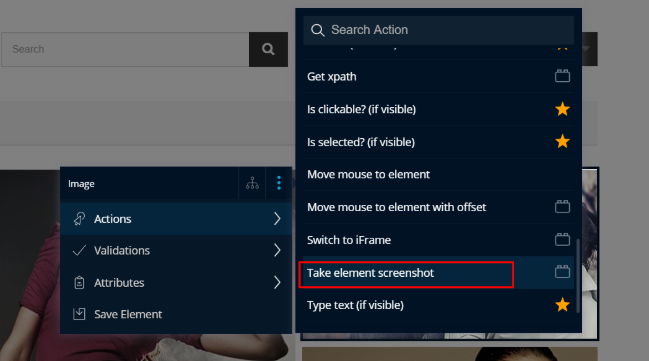 Search
Search Action
Get xpath
Is clickable? (if visible)
Is selected? (if visible)
Move mouse to element
Move mouse to element with offset
Switch to iFrame
Take element screenshot
Type text (if visible)
Image
Actions
Validations
Attributes
Save Element